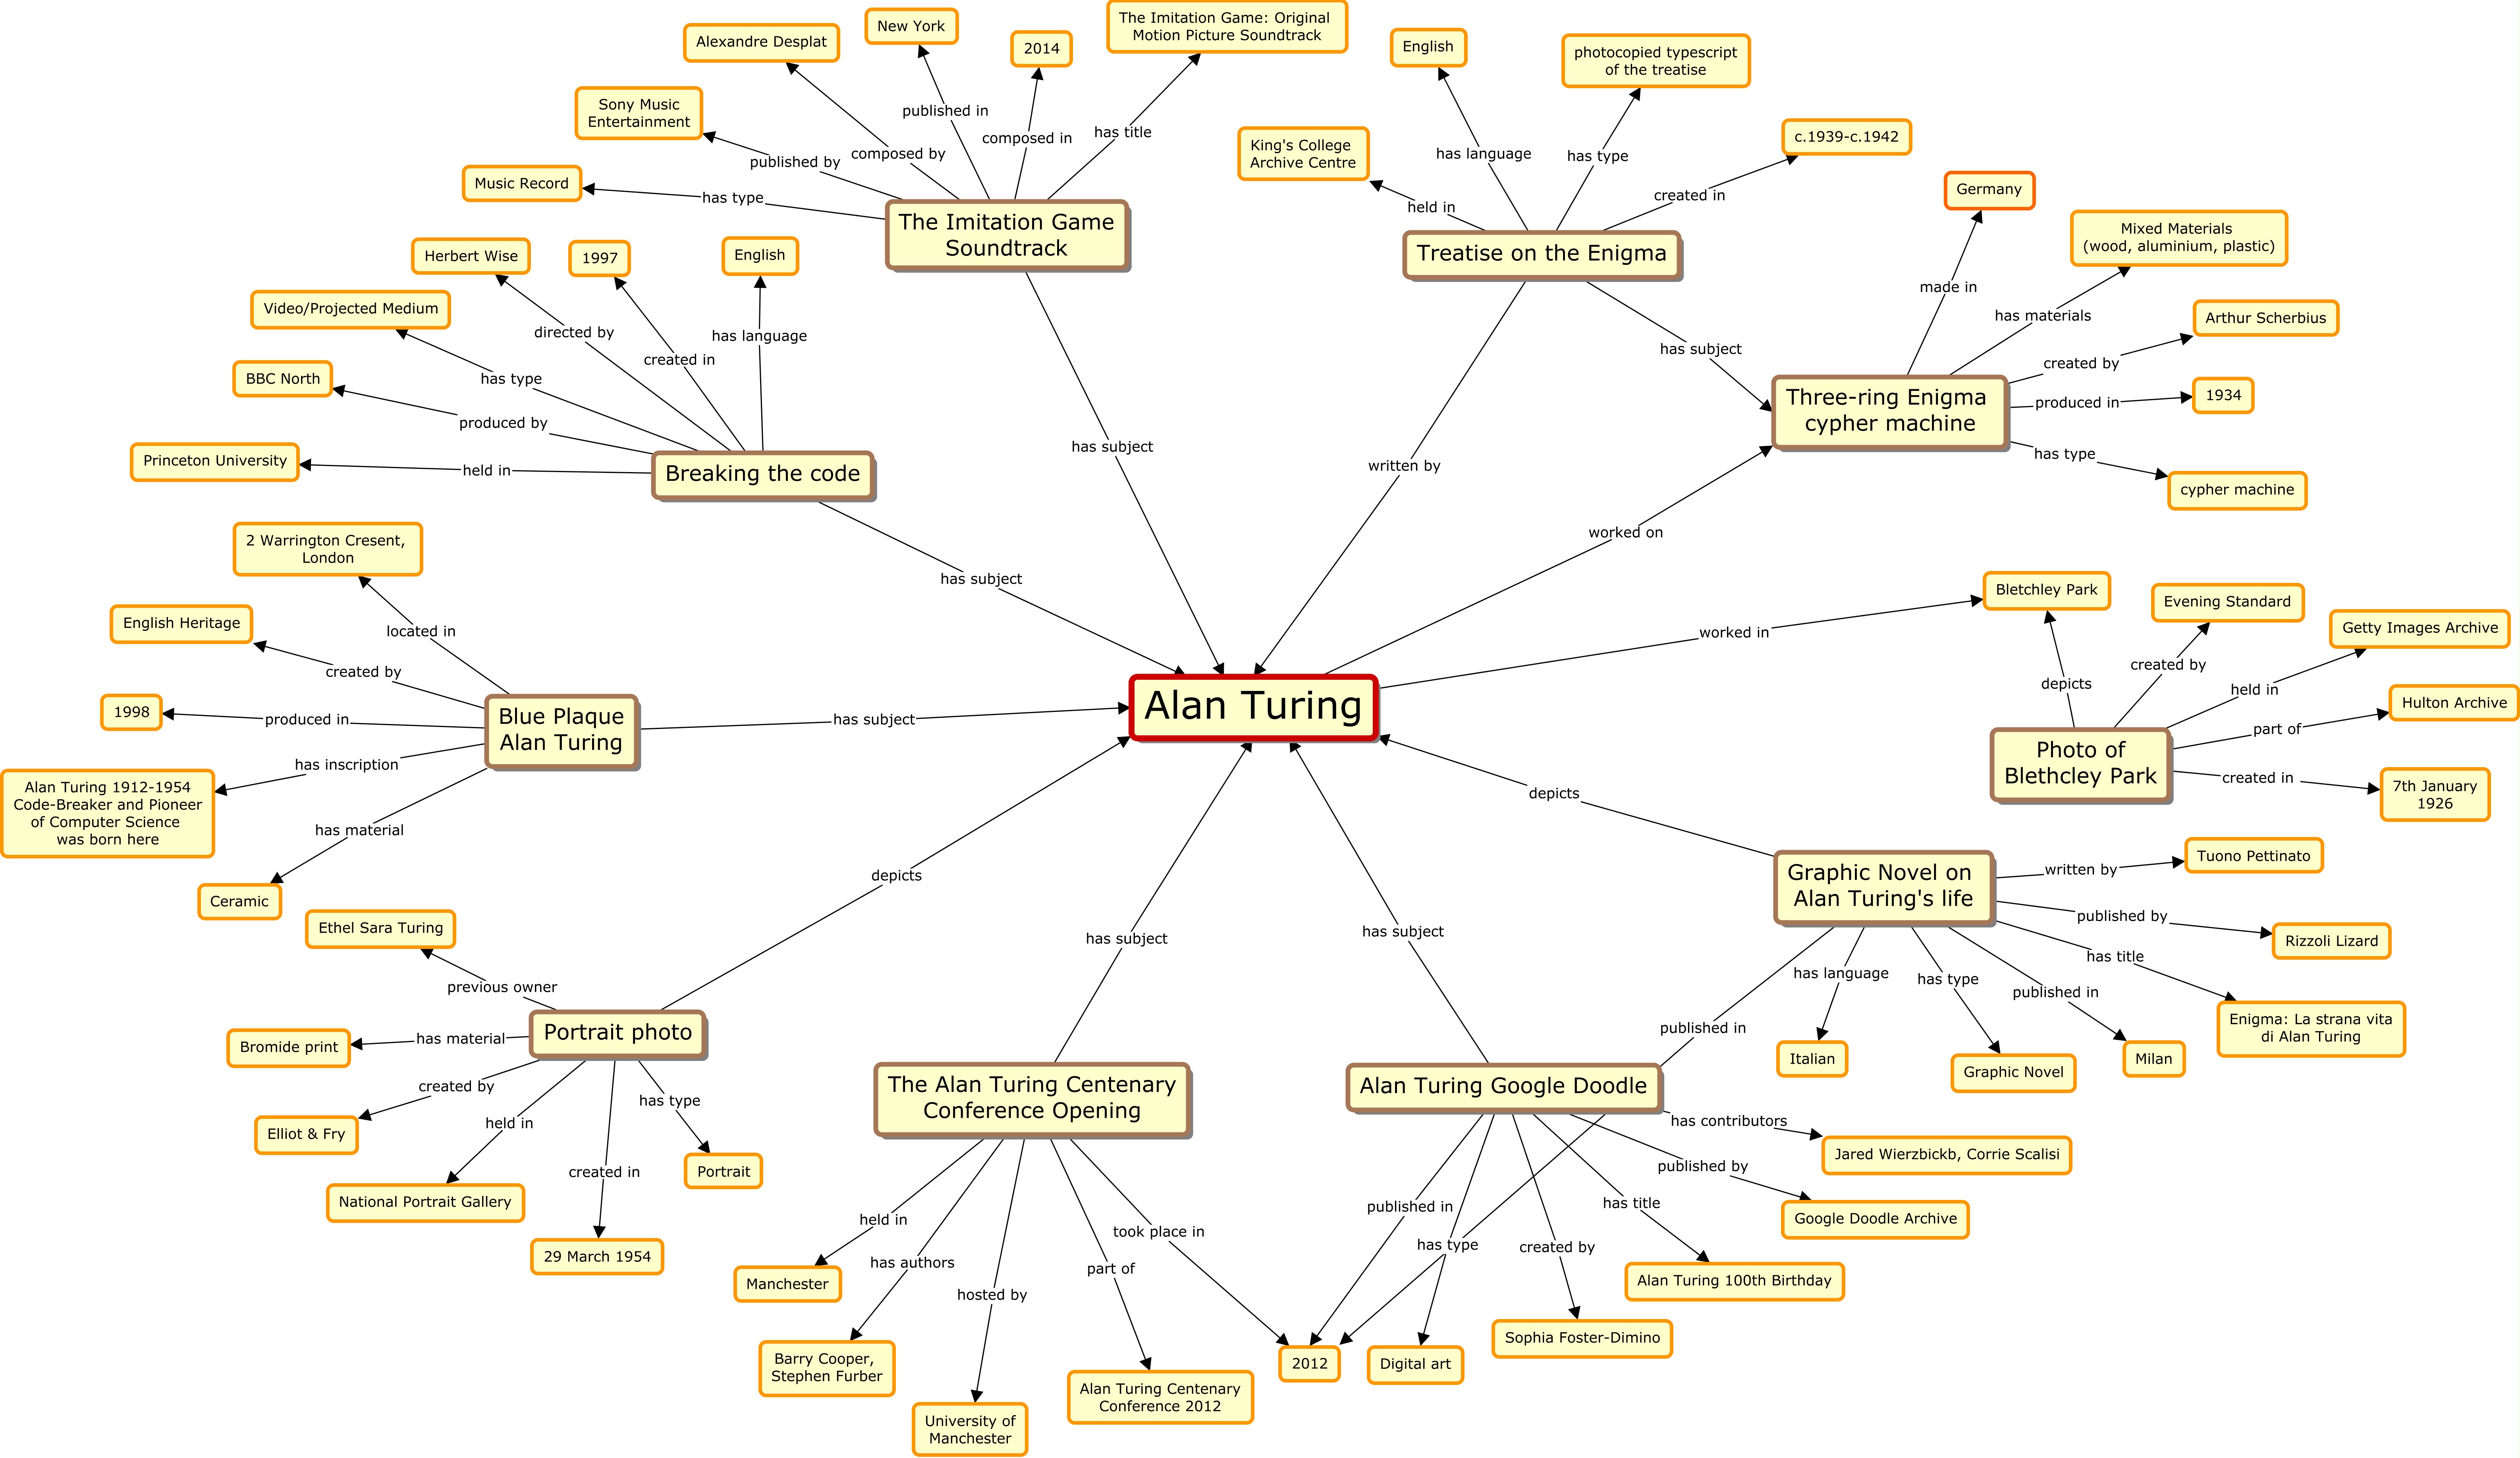 Alexandre Desplat
New York
2014
The Imitation Game: Original
Motion Picture Soundtrack
Sony Music
Entertainment
Music Record
published in
composed in
has title
composed by
published by
has type
The Imitation Game
Soundtrack
has subject
English
photocopied typescript
of the treatise
King's College
Archive Centre
c.1939-c.1942
has language
has type
created in
held in
Treatise on the Enigma
has subject
written by
Germany
Mixed Materials
(wood, aluminium, plastic)
Arthur Scherbius
1934
cypher machine
made in
has materials
created by
produced in
has type
Three-ring Enigma
cypher machine
worked on
Herbert Wise
1997
English
Video/Projected Medium
BBC North
Princeton University
directed by
created in
has language
has type
produced by
held in
Breaking the code
has subject
2 Warrington Cresent,
London
English Heritage
1998
Alan Turing 1912-1954
Code-Breaker and Pioneer
of Computer Science
was born here
Ceramic
located in
created by
produced in
has inscription
has material
Blue Plaque
Alan Turing
has subject
Alan Turing
worked in
Bletchley Park
Evening Standard
Getty Images Archive
Hulton Archive
7th January
1926
depicts
created by
held in
part of
created in
Photo of
Blethcley Park
depicts
Graphic Novel on
Alan Turing's life
written by
Tuono Pettinato
published by
Rizzoli Lizard
has title
Enigma: La strana vita
di Alan Turing
published in
Milan
has type
Graphic Novel
has language
Italian
published in
depicts
Ethel Sara Turing
previous owner
Portrait photo
has material
Bromide print
created by
Elliot & Fry
held in
National Portrait Gallery
created in
29 March 1954
has type
Portrait
has subject
The Alan Turing Centenary
Conference Opening
held in
Manchester
has authors
Barry Cooper,
Stephen Furber
hosted by
University of
Manchester
part of
Alan Turing Centenary
Conference 2012
took place in
2012
has subject
Alan Turing Google Doodle
has contributors
Jared Wierzbickb, Corrie Scalisi
published by
Google Doodle Archive
has title
Alan Turing 100th Birthday
created by
Sophia Foster-Dimino
has type
Digital art
published in